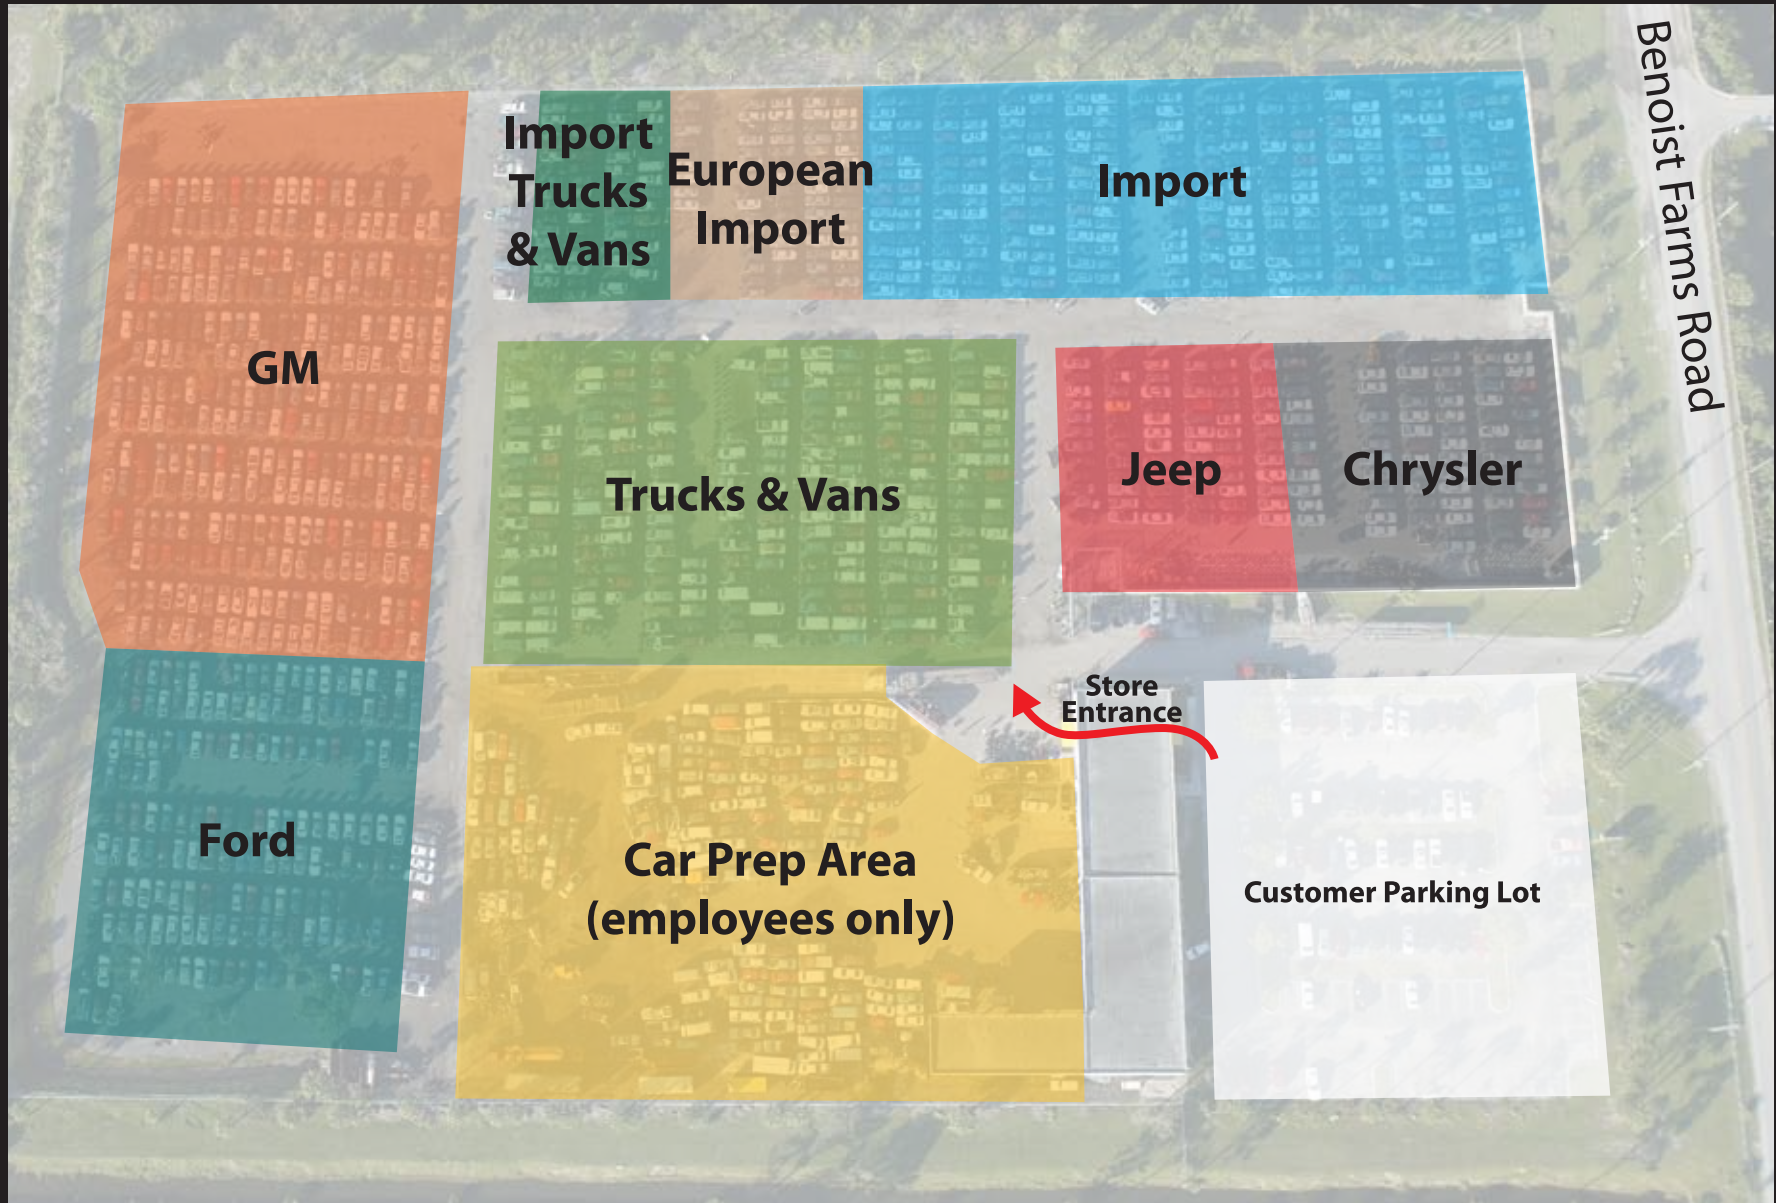 Import
Trucks
& Vans
European
Import
Import
Benoist Farms Road
GM
Trucks & Vans
Jeep
Chrysler
Store
Entrance
Ford
Car Prep Area
(employees only)
Customer Parking Lot